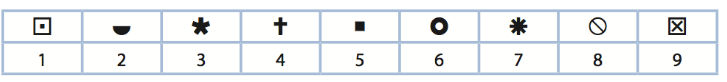 ⊡ ◒ * ✝ ■ O ✱ ⃠ ☒
1 2 3 4 5 6 7 8 9